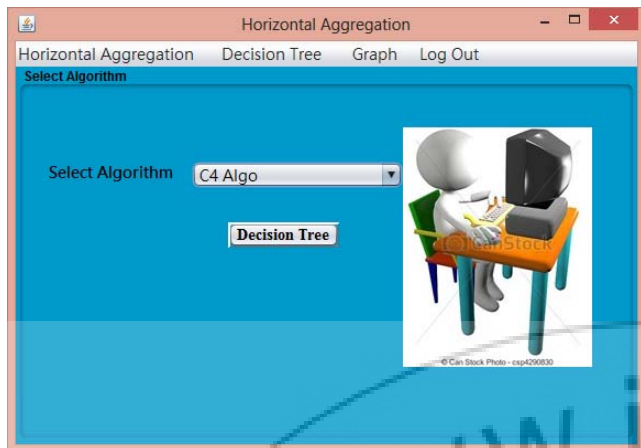 Horizontal Aggregation
Horizontal Aggregation Decision Tree Graph Log Out
Select Algorithm
Select Algorithm C4 Algo
Decision Tree
CanStock
© Can Stock Photo - csp4290830